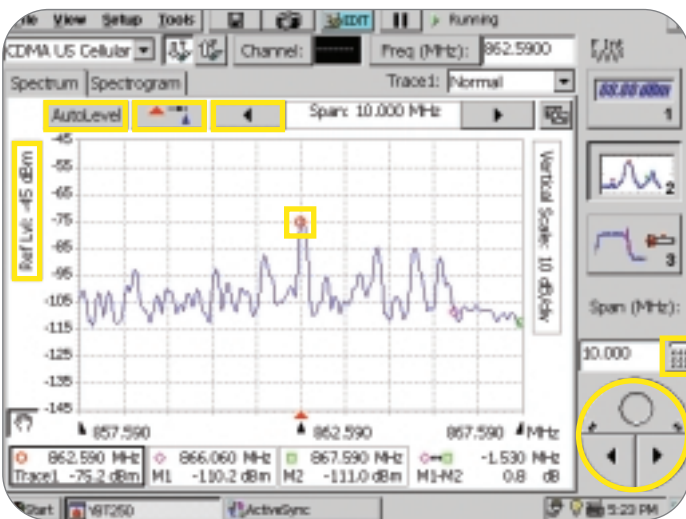 View Setup Tools EDIT Running
CDMA US Cellular Channel: Freq (MHz): 862.5900
Spectrum Spectrogram Trace1: Normal
AutoLevel Span: 10.000 MHz
1
2
3
Ref Lvl: -45 dBm
Vertical Scale: 10 dB/div
-45
-55
-65
-75
-85
-95
-105
-115
-125
-135
-145
Span (MHz):
10.000
857.590 862.590 867.590 MHz
862.590 MHz 866.060 MHz 867.590 MHz -1.530 MHz
Trace1 -75.2 dBm M1 -110.2 dBm M2 -111.0 dBm M1-M2 0.8 dB
Start YBT250 ActiveSync 5:23 PM